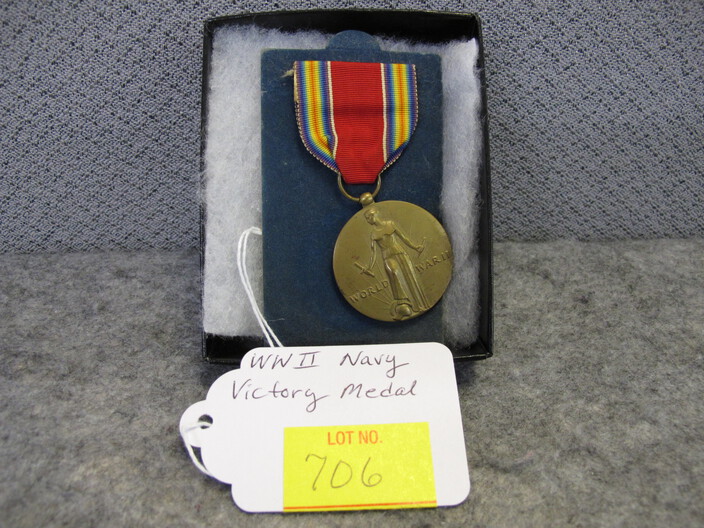 WORLD WAR II
WW II Navy
Victory Medal
LOT NO.
706